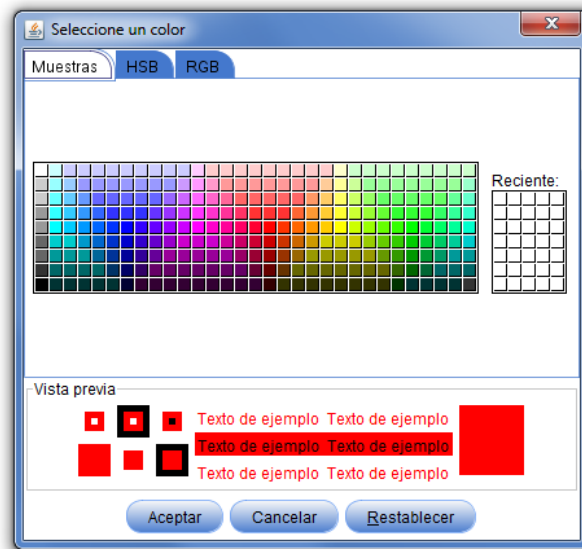 Seleccione un color
Muestras HSB RGB
Reciente:
Vista previa
Texto de ejemplo Texto de ejemplo
Texto de ejemplo Texto de ejemplo
Texto de ejemplo Texto de ejemplo
Aceptar Cancelar Restablecer